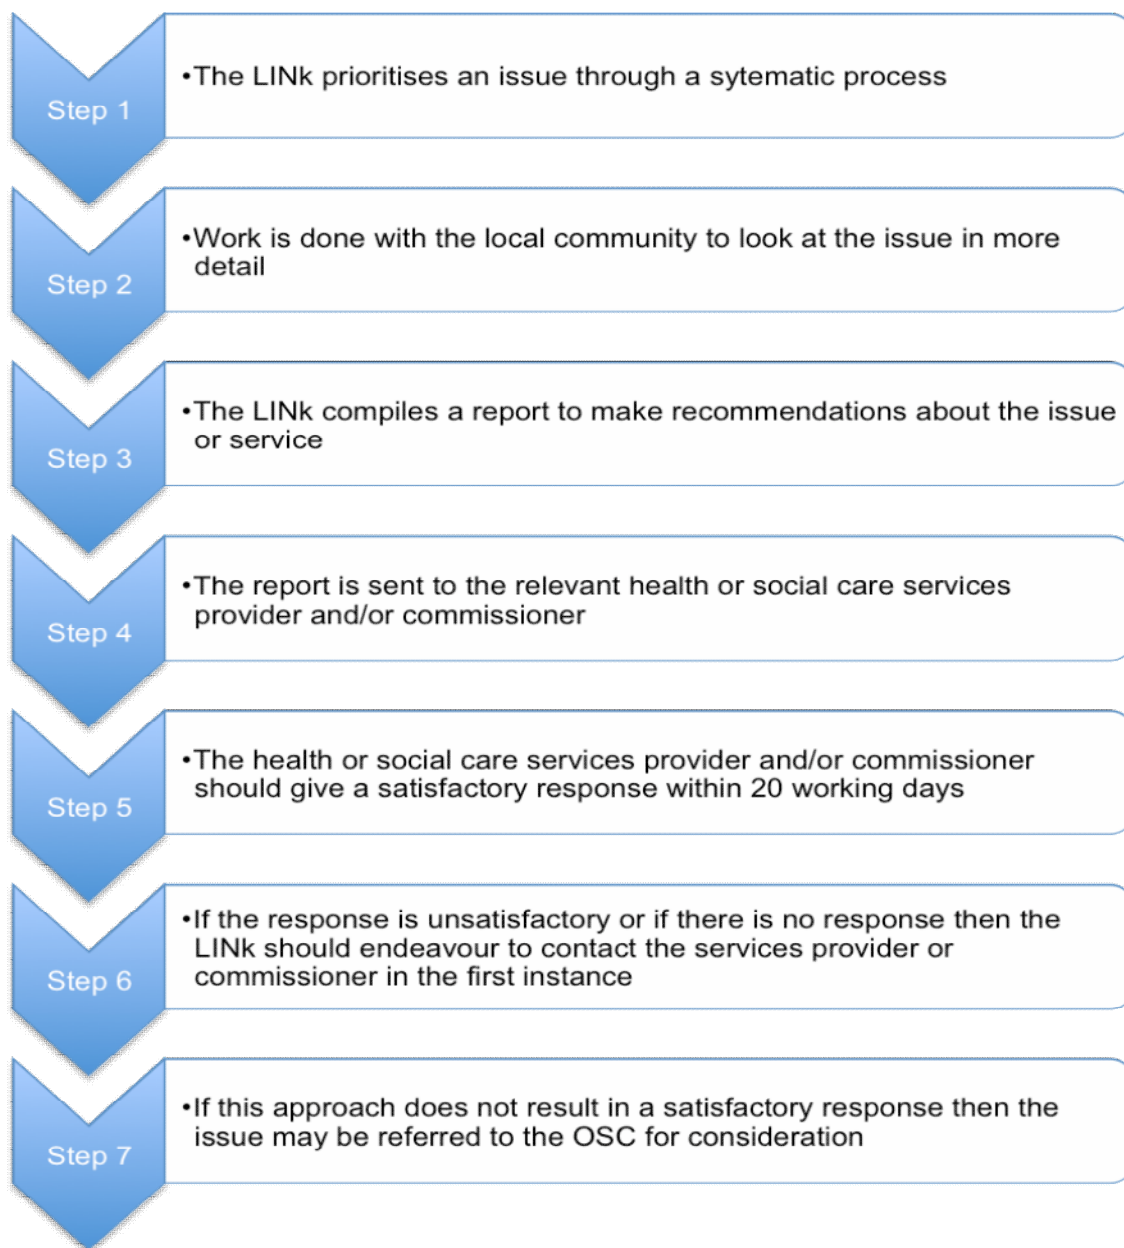 Step 1
•The LINk prioritises an issue through a sytematic process
Step 2
•Work is done with the local community to look at the issue in more
detail
Step 3
•The LINk compiles a report to make recommendations about the issue
or service
Step 4
•The report is sent to the relevant health or social care services
provider and/or commissioner
Step 5
•The health or social care services provider and/or commissioner
should give a satisfactory response within 20 working days
Step 6
•If the response is unsatisfactory or if there is no response then the
LINk should endeavour to contact the services provider or
commissioner in the first instance
Step 7
•If this approach does not result in a satisfactory response then the
issue may be referred to the OSC for consideration